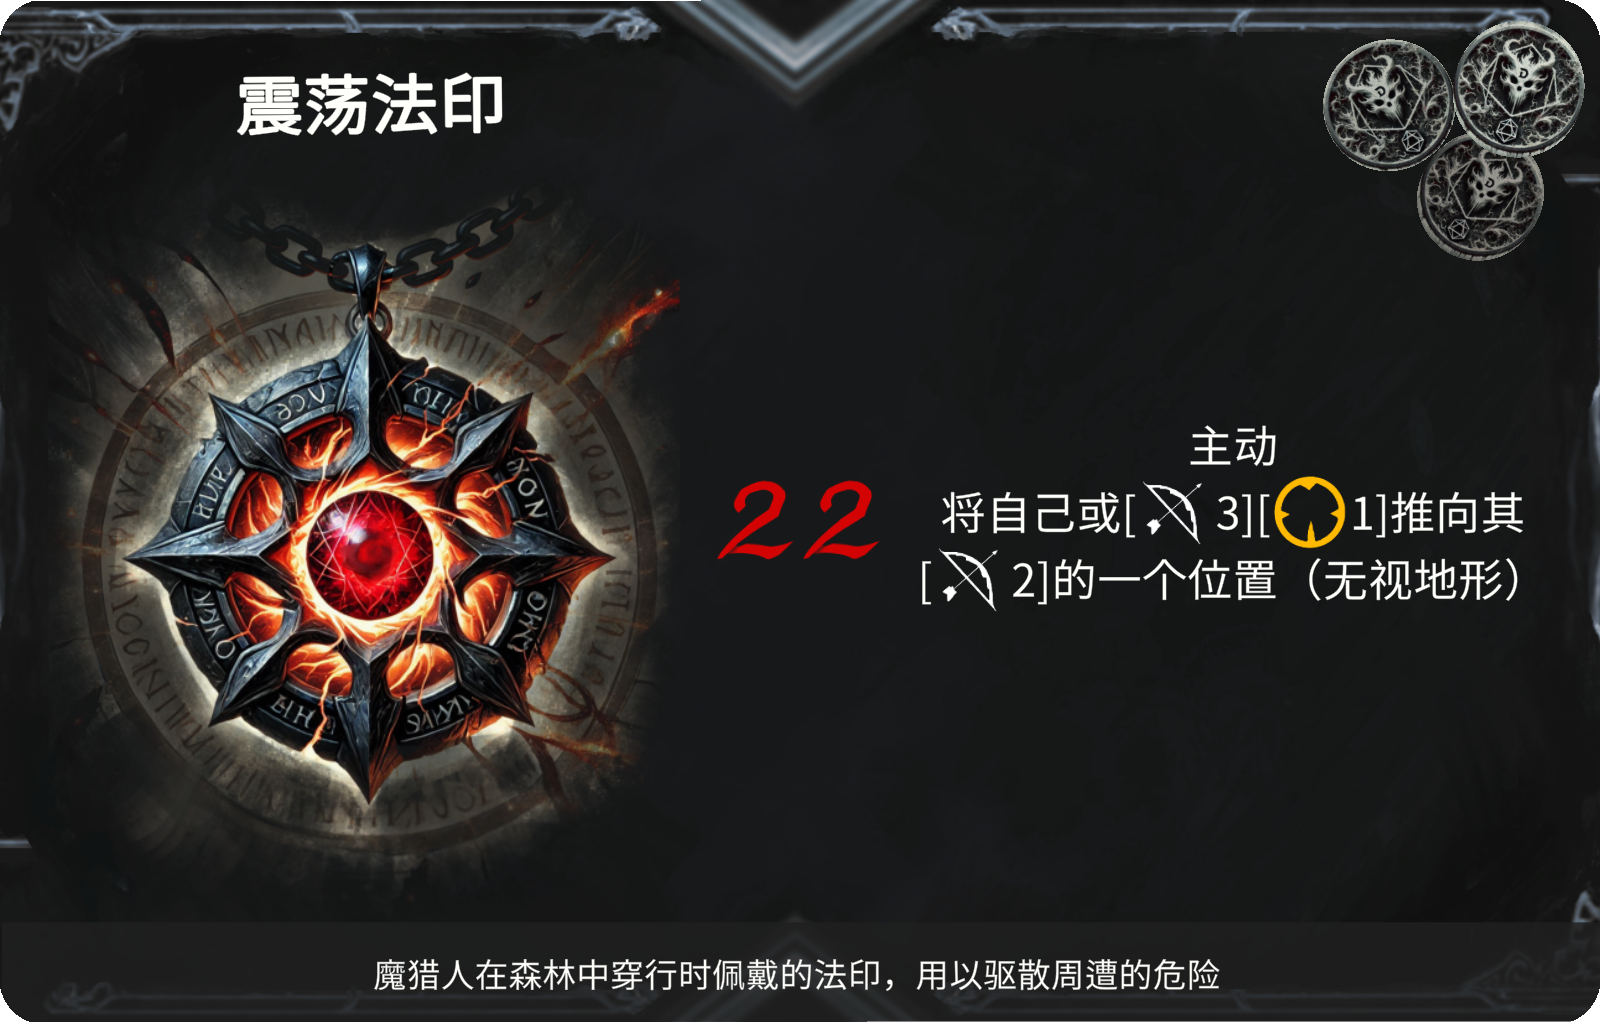 震荡法印
22
主动
将自己或[ 3][ 1]推向其
[ 2]的一个位置（无视地形）
魔猎人在森林中穿行时佩戴的法印，用以驱散周遭的危险